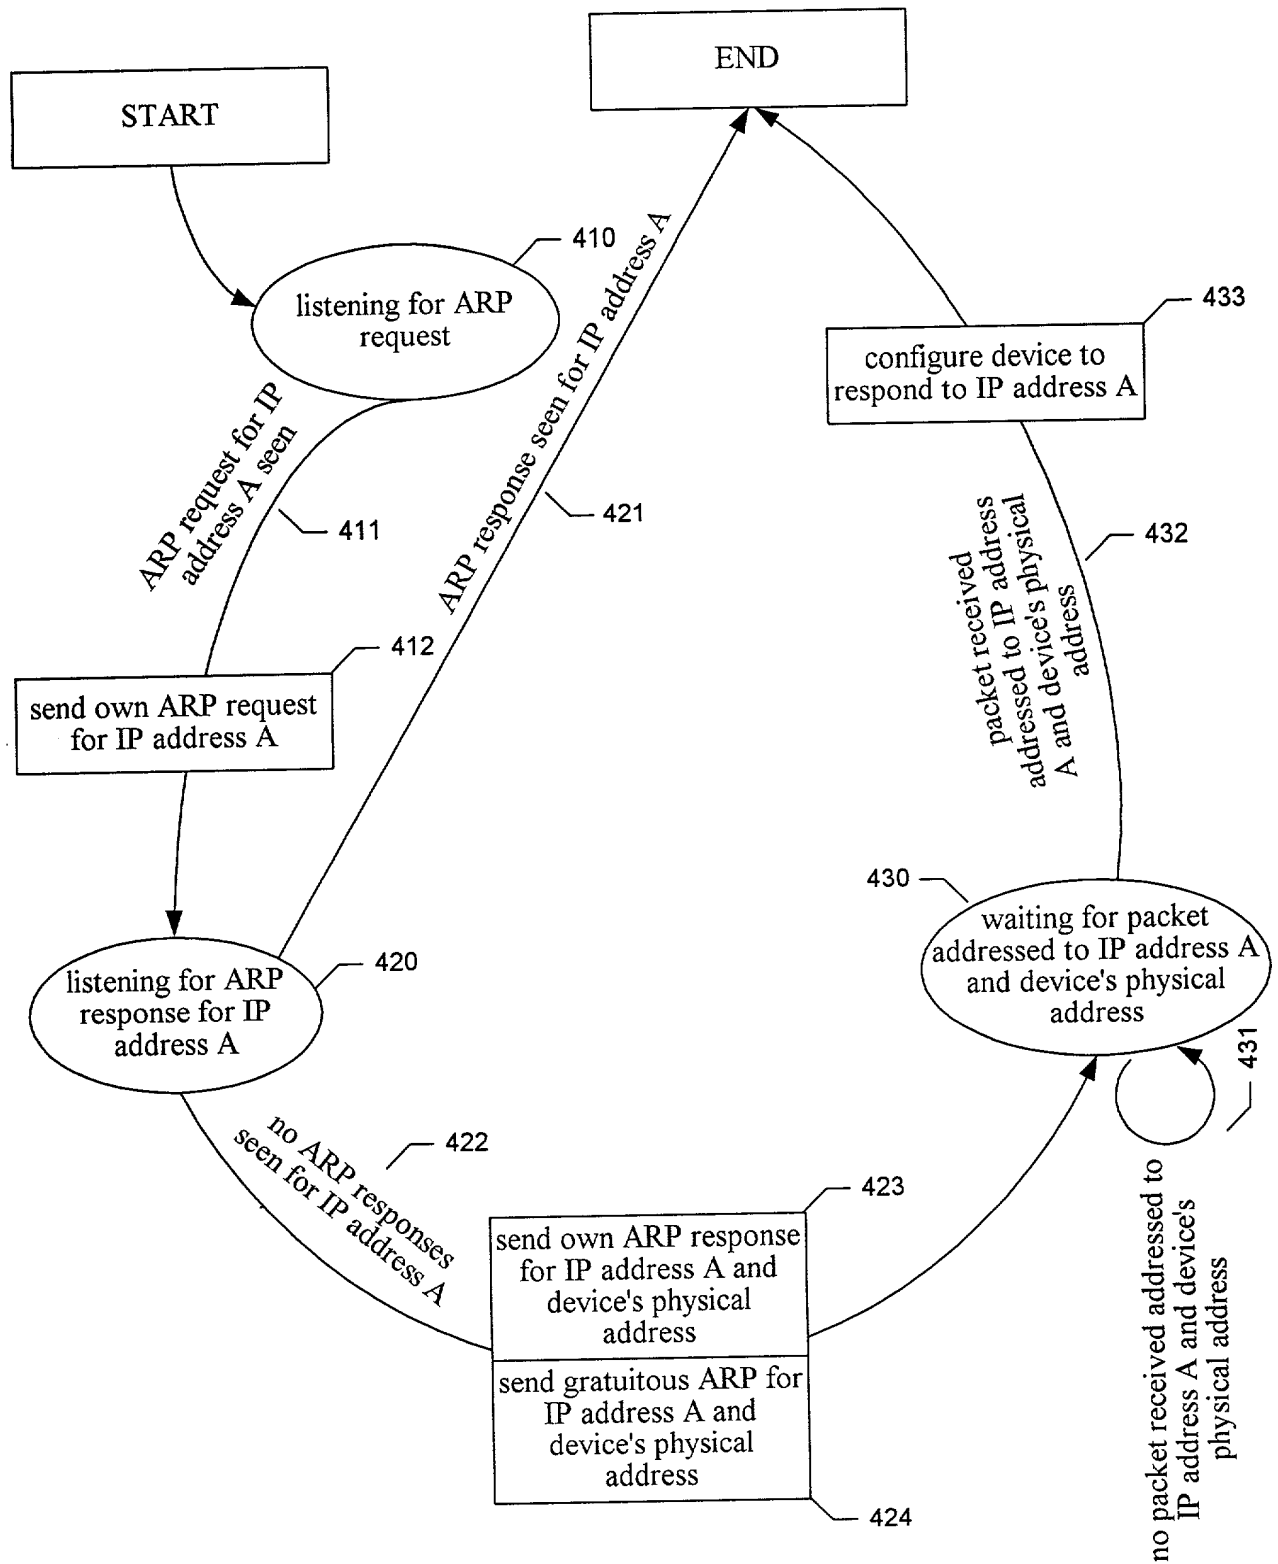 START
END
410
listening for ARP
request
ARP request for IP
address A seen
411
ARP response seen for IP address A
421
433
configure device to
respond to IP address A
packet received
addressed to IP address
addressed to IP address
A and device's physical
address
432
412
send own ARP request
for IP address A
430
waiting for packet
addressed to IP address A
and device's physical
address
420
listening for ARP
response for IP
address A
431
no packet received addressed to
IP address A and device's
physical address
no ARP responses
seen for IP address A
422
423
send own ARP response
for IP address A and
device's physical
address
send gratuitous ARP for
IP address A and
device's physical
address
424